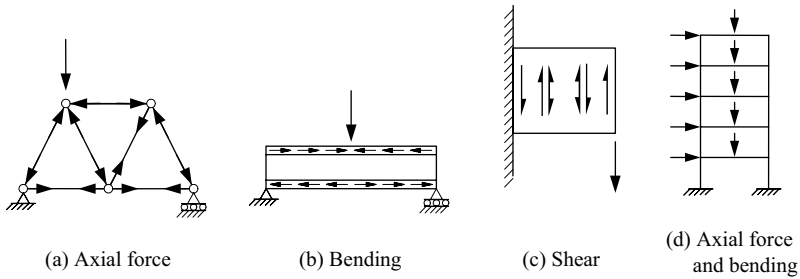 (a) Axial force
(b) Bending
(c) Shear
(d) Axial force
and bending